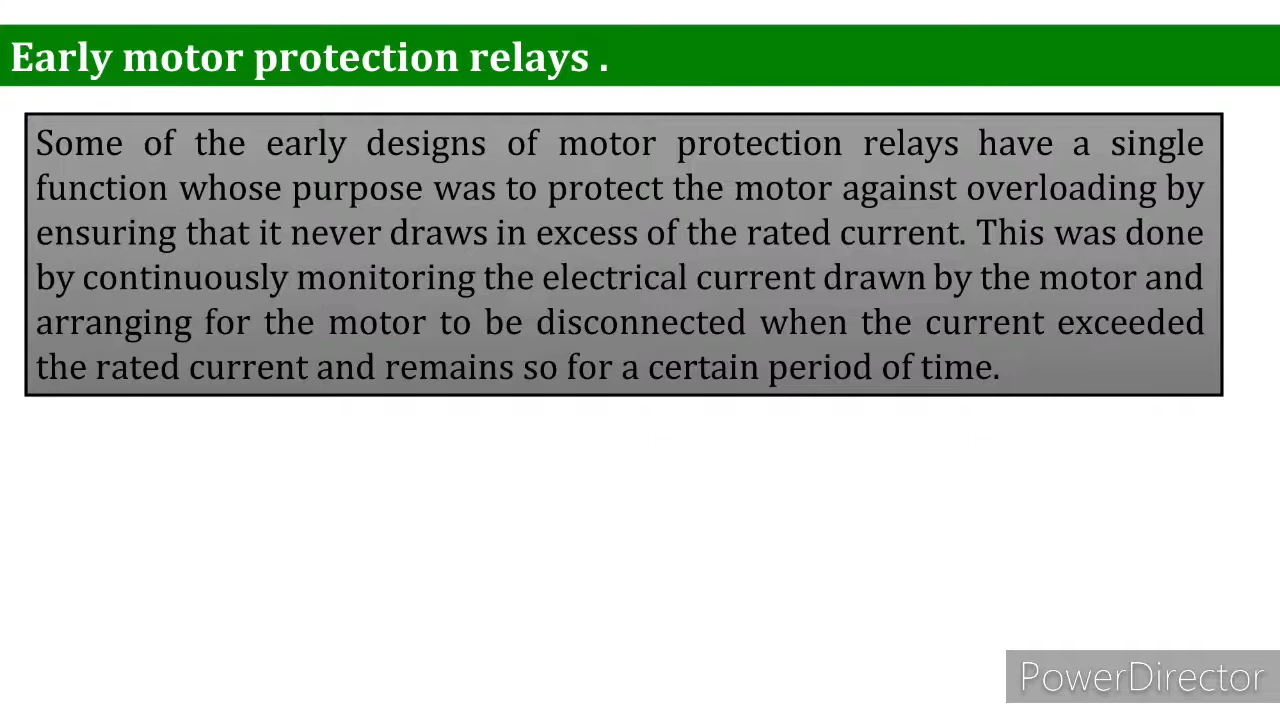 Early motor protection relays .
Some of the early designs of motor protection relays have a single
function whose purpose was to protect the motor against overloading by
ensuring that it never draws in excess of the rated current. This was done
by continuously monitoring the electrical current drawn by the motor and
arranging for the motor to be disconnected when the current exceeded
the rated current and remains so for a certain period of time.
PowerDirector